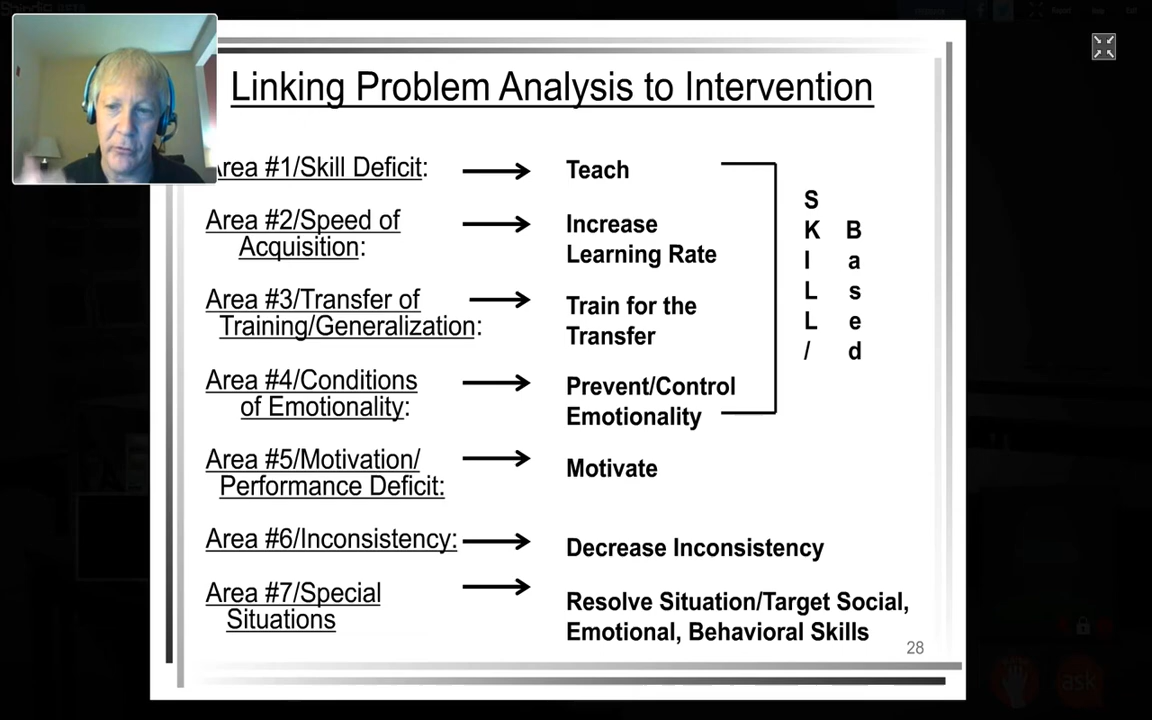 Linking Problem Analysis to Intervention
Area #1/Skill Deficit:
Teach
Area #2/Speed of
Acquisition:
Increase
Learning Rate
Area #3/Transfer of
Training/Generalization:
Train for the
Transfer
Area #4/Conditions
of Emotionality:
Prevent/Control
Emotionality
SKILL/
Based
Area #5/Motivation/
Performance Deficit:
Motivate
Area #6/Inconsistency:
Decrease Inconsistency
Area #7/Special
Situations
Resolve Situation/Target Social,
Emotional, Behavioral Skills
28
ask